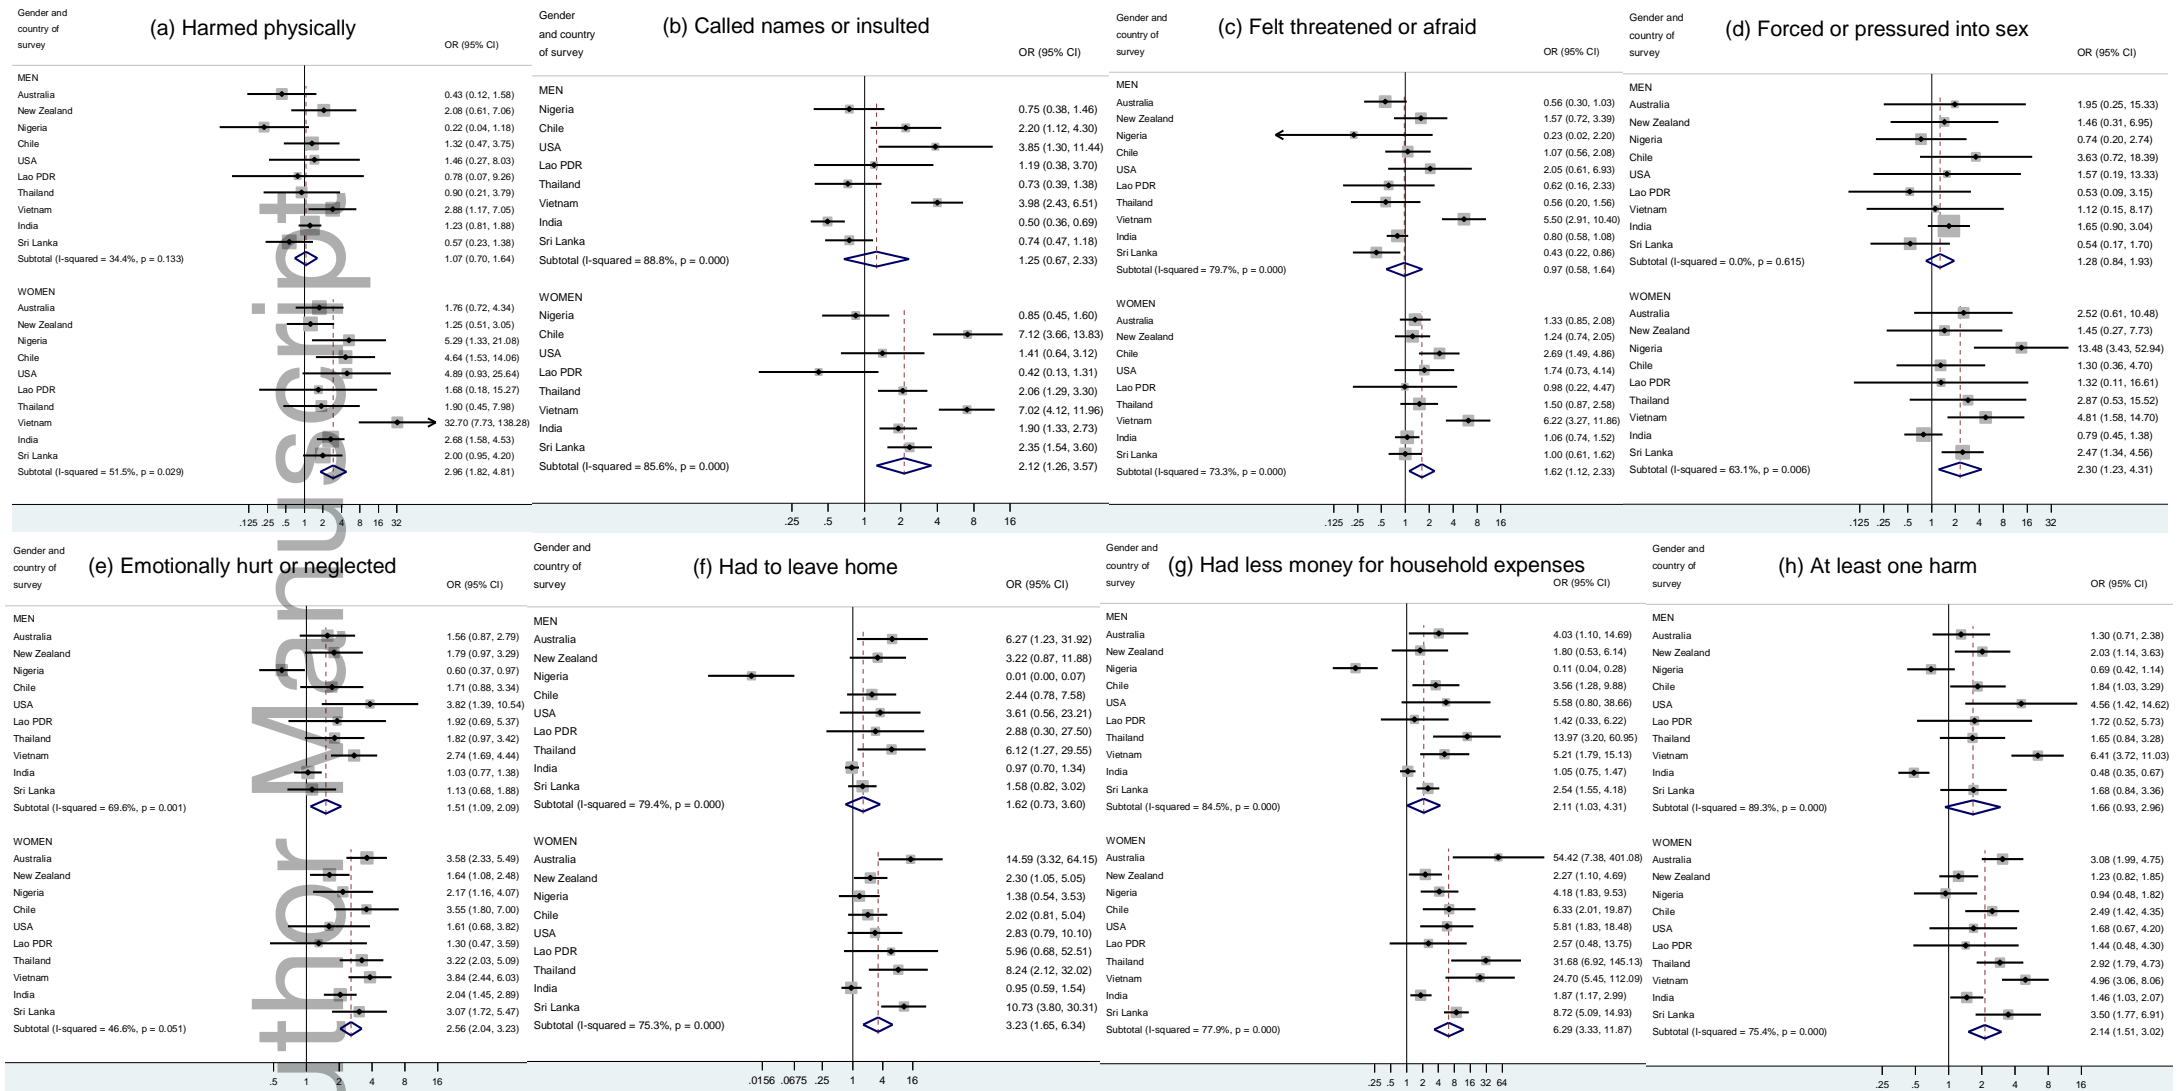 Gender and
country of
survey
(a) Harmed physically
OR (95% CI)
MEN
Australia 0.43 (0.12, 1.58)
New Zealand 2.08 (0.61, 7.06)
Nigeria 0.22 (0.04, 1.18)
Chile 1.32 (0.47, 3.75)
USA 1.46 (0.27, 8.03)
Lao PDR 0.78 (0.07, 9.26)
Thailand 0.90 (0.21, 3.79)
Vietnam 2.88 (1.17, 7.05)
India 1.23 (0.81, 1.88)
Sri Lanka 0.57 (0.23, 1.38)
Subtotal (I-squared = 34.4%, p = 0.133) 1.07 (0.70, 1.64)
WOMEN
Australia 1.76 (0.72, 4.34)
New Zealand 1.25 (0.51, 3.05)
Nigeria 5.29 (1.33, 21.08)
Chile 4.64 (1.53, 14.06)
USA 4.89 (0.93, 25.64)
Lao PDR 1.68 (0.18, 15.27)
Thailand 1.90 (0.45, 7.98)
Vietnam 32.70 (7.73, 138.28)
India 2.68 (1.58, 4.53)
Sri Lanka 2.00 (0.95, 4.20)
Subtotal (I-squared = 51.5%, p = 0.029) 2.96 (1.82, 4.81)
.125 .25 .5 1 2 4 8 16 32
Gender
and country
of survey
(b) Called names or insulted
OR (95% CI)
MEN
Nigeria 0.75 (0.38, 1.46)
Chile 2.20 (1.12, 4.30)
USA 3.85 (1.30, 11.44)
Lao PDR 1.19 (0.38, 3.70)
Thailand 0.73 (0.39, 1.38)
Vietnam 3.98 (2.43, 6.51)
India 0.50 (0.36, 0.69)
Sri Lanka 0.74 (0.47, 1.18)
Subtotal (I-squared = 88.8%, p = 0.000) 1.25 (0.67, 2.33)
WOMEN
Nigeria 0.85 (0.45, 1.60)
Chile 7.12 (3.66, 13.83)
USA 1.41 (0.64, 3.12)
Lao PDR 0.42 (0.13, 1.31)
Thailand 2.06 (1.29, 3.30)
Vietnam 7.02 (4.12, 11.96)
India 1.90 (1.33, 2.73)
Sri Lanka 2.35 (1.54, 3.60)
Subtotal (I-squared = 85.6%, p = 0.000) 2.12 (1.26, 3.57)
.25 .5 1 2 4 8 16
Gender and
country of
survey
(c) Felt threatened or afraid
OR (95% CI)
MEN
Australia 0.56 (0.30, 1.03)
New Zealand 1.57 (0.72, 3.39)
Nigeria 0.23 (0.02, 2.20)
Chile 1.07 (0.56, 2.08)
USA 2.05 (0.61, 6.93)
Lao PDR 0.62 (0.16, 2.33)
Thailand 0.56 (0.20, 1.56)
Vietnam 5.50 (2.91, 10.40)
India 0.80 (0.58, 1.08)
Sri Lanka 0.43 (0.22, 0.86)
Subtotal (I-squared = 79.7%, p = 0.000) 0.97 (0.58, 1.64)
WOMEN
Australia 1.33 (0.85, 2.08)
New Zealand 1.24 (0.74, 2.05)
Chile 2.69 (1.49, 4.86)
USA 1.74 (0.73, 4.14)
Lao PDR 0.98 (0.22, 4.47)
Thailand 1.50 (0.87, 2.58)
Vietnam 6.22 (3.27, 11.86)
India 1.06 (0.74, 1.52)
Sri Lanka 1.00 (0.61, 1.62)
Subtotal (I-squared = 73.3%, p = 0.000) 1.62 (1.12, 2.33)
.125 .25 .5 1 2 4 8 16
Gender and
country of
survey
(d) Forced or pressured into sex
OR (95% CI)
MEN
Australia 1.95 (0.25, 15.33)
New Zealand 1.46 (0.31, 6.95)
Nigeria 0.74 (0.20, 2.74)
Chile 3.63 (0.72, 18.39)
USA 1.57 (0.19, 13.33)
Lao PDR 0.53 (0.09, 3.15)
Vietnam 1.12 (0.15, 8.17)
India 1.65 (0.90, 3.04)
Sri Lanka 0.54 (0.17, 1.70)
Subtotal (I-squared = 0.0%, p = 0.615) 1.28 (0.84, 1.93)
WOMEN
Australia 2.52 (0.61, 10.48)
New Zealand 1.45 (0.27, 7.73)
Nigeria 13.48 (3.43, 52.94)
Chile 1.30 (0.36, 4.70)
Lao PDR 1.32 (0.11, 16.61)
Thailand 2.87 (0.53, 15.52)
Vietnam 4.81 (1.58, 14.70)
India 0.79 (0.45, 1.38)
Sri Lanka 2.47 (1.34, 4.56)
Subtotal (I-squared = 63.1%, p = 0.006) 2.30 (1.23, 4.31)
.125 .25 .5 1 2 4 8 16 32
Gender and
country of
survey
(e) Emotionally hurt or neglected
OR (95% CI)
MEN
Australia 1.56 (0.87, 2.79)
New Zealand 1.79 (0.97, 3.29)
Nigeria 0.60 (0.37, 0.97)
Chile 1.71 (0.88, 3.34)
USA 3.82 (1.39, 10.54)
Lao PDR 1.92 (0.69, 5.37)
Thailand 1.82 (0.97, 3.42)
Vietnam 2.74 (1.69, 4.44)
India 1.03 (0.77, 1.38)
Sri Lanka 1.13 (0.68, 1.88)
Subtotal (I-squared = 69.6%, p = 0.001) 1.51 (1.09, 2.09)
WOMEN
Australia 3.58 (2.33, 5.49)
New Zealand 1.64 (1.08, 2.48)
Nigeria 2.17 (1.16, 4.07)
Chile 3.55 (1.80, 7.00)
USA 1.61 (0.68, 3.82)
Lao PDR 1.30 (0.47, 3.59)
Thailand 3.22 (2.03, 5.09)
Vietnam 3.84 (2.44, 6.03)
India 2.04 (1.45, 2.89)
Sri Lanka 3.07 (1.72, 5.47)
Subtotal (I-squared = 46.6%, p = 0.051) 2.56 (2.04, 3.23)
.5 1 2 4 8 16
Gender and
country of
survey
(f) Had to leave home
OR (95% CI)
MEN
Australia 6.27 (1.23, 31.92)
New Zealand 3.22 (0.87, 11.88)
Nigeria 0.01 (0.00, 0.07)
Chile 2.44 (0.78, 7.58)
USA 3.61 (0.56, 23.21)
Lao PDR 2.88 (0.30, 27.50)
Thailand 6.12 (1.27, 29.55)
India 0.97 (0.70, 1.34)
Sri Lanka 1.58 (0.82, 3.02)
Subtotal (I-squared = 79.4%, p = 0.000) 1.62 (0.73, 3.60)
WOMEN
Australia 14.59 (3.32, 64.15)
New Zealand 2.30 (1.05, 5.05)
Nigeria 1.38 (0.54, 3.53)
Chile 2.02 (0.81, 5.04)
USA 2.83 (0.79, 10.10)
Lao PDR 5.96 (0.68, 52.51)
Thailand 8.24 (2.12, 32.02)
India 0.95 (0.59, 1.54)
Sri Lanka 10.73 (3.80, 30.31)
Subtotal (I-squared = 75.3%, p = 0.000) 3.23 (1.65, 6.34)
.0156 .0675 .25 1 4 16
Gender and
country of
survey
(g) Had less money for household expenses
OR (95% CI)
MEN
Australia 4.03 (1.10, 14.69)
New Zealand 1.80 (0.53, 6.14)
Nigeria 0.11 (0.04, 0.28)
Chile 3.56 (1.28, 9.88)
USA 5.58 (0.80, 38.66)
Lao PDR 1.42 (0.33, 6.22)
Thailand 13.97 (3.20, 60.95)
Vietnam 5.21 (1.79, 15.13)
India 1.05 (0.75, 1.47)
Sri Lanka 2.54 (1.55, 4.18)
Subtotal (I-squared = 84.5%, p = 0.000) 2.11 (1.03, 4.31)
WOMEN
Australia 54.42 (7.38, 401.08)
New Zealand 2.27 (1.10, 4.69)
Nigeria 4.18 (1.83, 9.53)
Chile 6.33 (2.01, 19.87)
USA 5.81 (1.83, 18.48)
Lao PDR 2.57 (0.48, 13.75)
Thailand 31.68 (6.92, 145.13)
Vietnam 24.70 (5.45, 112.09)
India 1.87 (1.17, 2.99)
Sri Lanka 8.72 (5.09, 14.93)
Subtotal (I-squared = 77.9%, p = 0.000) 6.29 (3.33, 11.87)
.25 .5 1 2 4 8 16 32 64
Gender and
country of
survey
(h) At least one harm
OR (95% CI)
MEN
Australia 1.30 (0.71, 2.38)
New Zealand 2.03 (1.14, 3.63)
Nigeria 0.69 (0.42, 1.14)
Chile 1.84 (1.03, 3.29)
USA 4.56 (1.42, 14.62)
Lao PDR 1.72 (0.52, 5.73)
Thailand 1.65 (0.84, 3.28)
Vietnam 6.41 (3.72, 11.03)
India 0.48 (0.35, 0.67)
Sri Lanka 1.68 (0.84, 3.36)
Subtotal (I-squared = 89.3%, p = 0.000) 1.66 (0.93, 2.96)
WOMEN
Australia 3.08 (1.99, 4.75)
New Zealand 1.23 (0.82, 1.85)
Nigeria 0.94 (0.48, 1.82)
Chile 2.49 (1.42, 4.35)
USA 1.68 (0.67, 4.20)
Lao PDR 1.44 (0.48, 4.30)
Thailand 2.92 (1.79, 4.73)
Vietnam 4.96 (3.06, 8.06)
India 1.46 (1.03, 2.07)
Sri Lanka 3.50 (1.77, 6.91)
Subtotal (I-squared = 75.4%, p = 0.000) 2.14 (1.51, 3.02)
.25 .5 1 2 4 8 16
uthor Manuscript